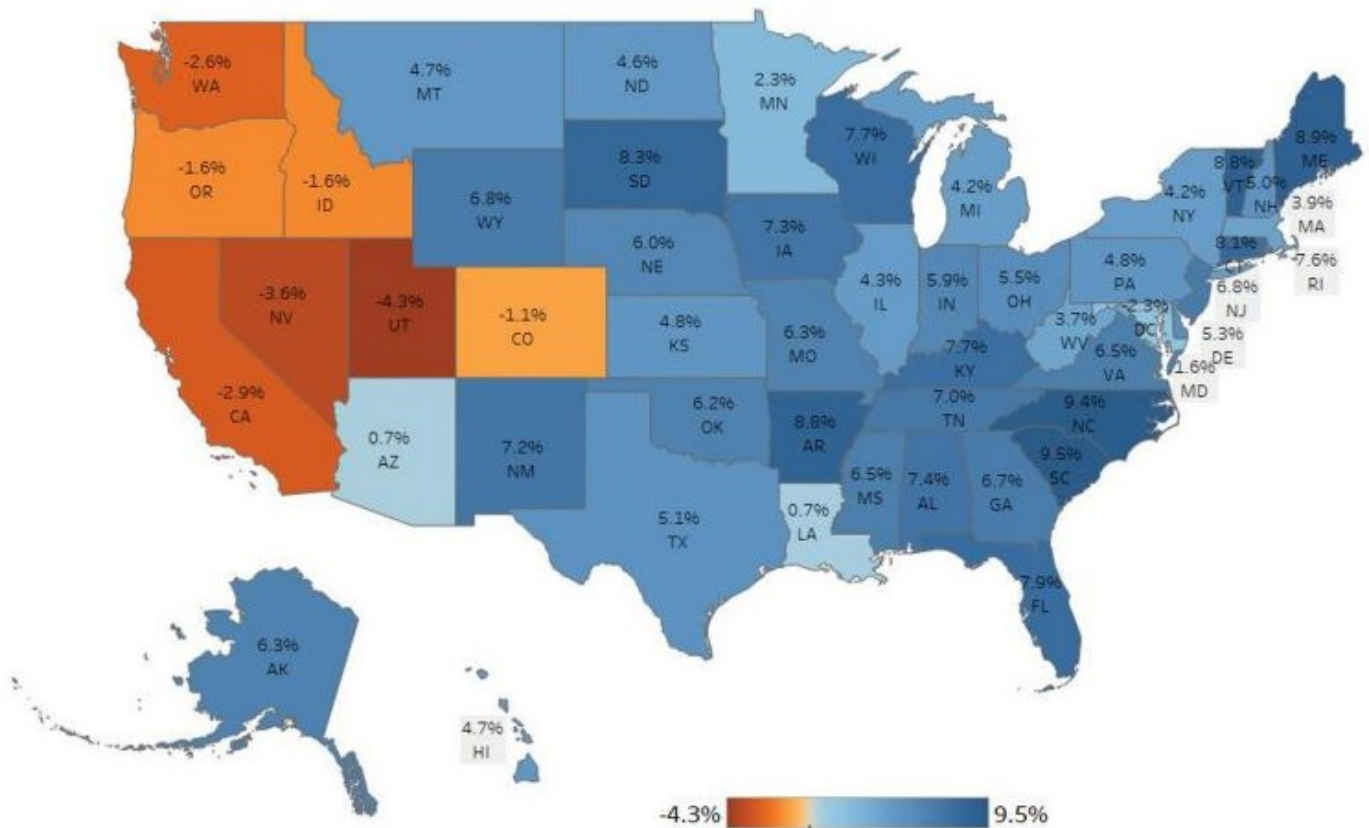 -2.6%
WA
4.7%
MT
4.6%
ND
2.3%
MN
-1.6%
OR
-1.6%
ID
6.8%
WY
8.3%
SD
7.7%
WI
4.2%
MI
4.2%
NY
8.8%
VT
5.0%
NH
8.9%
ME
3.9%
MA
8.1%
CT
7.6%
RI
-3.6%
NV
-4.3%
UT
-1.1%
CO
6.0%
NE
7.3%
IA
4.3%
IL
5.9%
IN
5.5%
OH
4.8%
PA
6.8%
NJ
-2.3%
DC
5.3%
DE
1.6%
MD
3.7%
WV
6.5%
VA
-2.9%
CA
4.8%
KS
6.3%
MO
7.7%
KY
0.7%
AZ
7.2%
NM
6.2%
OK
8.8%
AR
7.0%
TN
9.4%
NC
9.5%
SC
5.1%
TX
0.7%
LA
6.5%
MS
7.4%
AL
6.7%
GA
7.9%
FL
6.3%
AK
4.7%
HI
-4.3% 9.5%